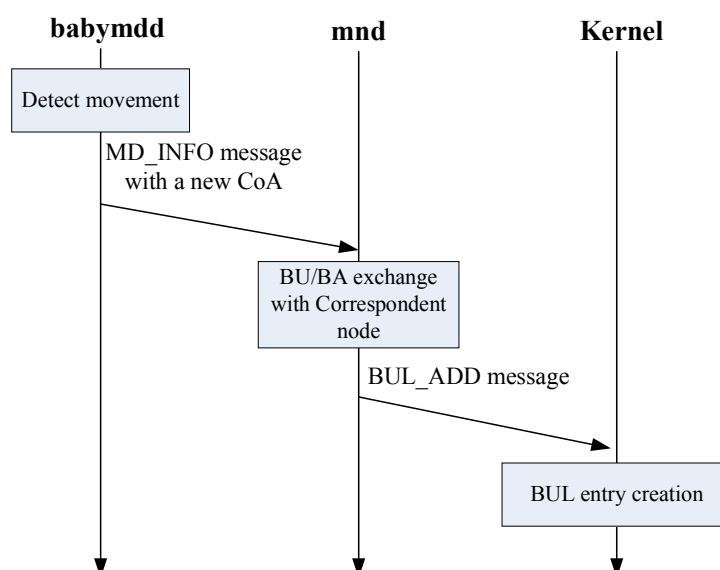 babymdd
mnd
Kernel
Detect movement
MD_INFO message
with a new CoA
BU/BA exchange
with Correspondent
node
BUL_ADD message
BUL entry creation